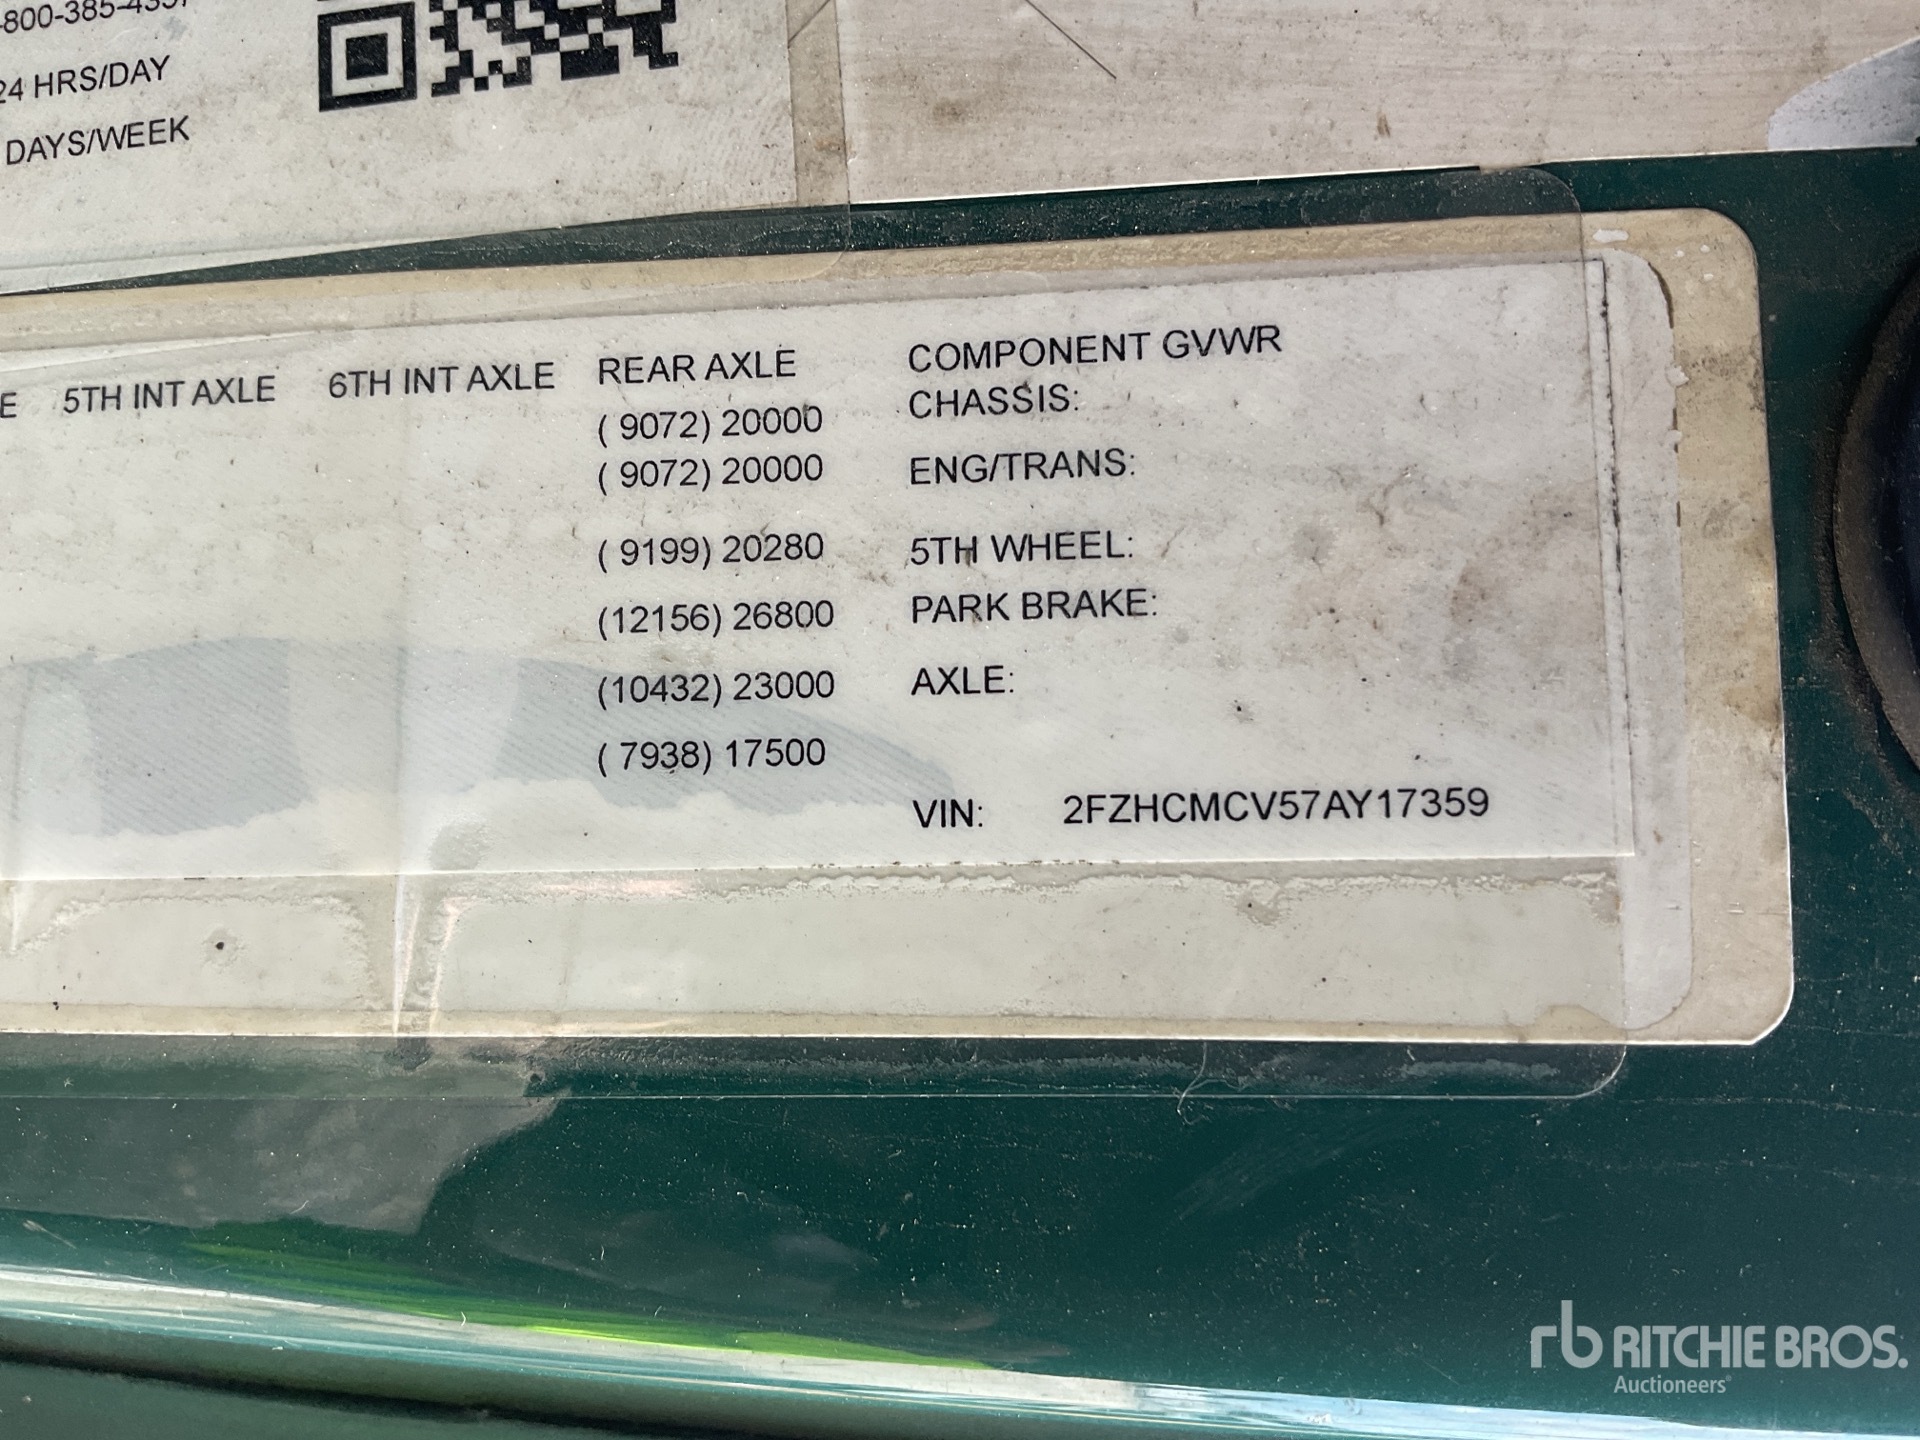 24 HRS/DAY
DAYS/WEEK
5TH INT AXLE 6TH INT AXLE REAR AXLE COMPONENT GVWR
( 9072) 20000 CHASSIS:
( 9072) 20000 ENG/TRANS:
( 9199) 20280 5TH WHEEL:
(12156) 26800 PARK BRAKE:
(10432) 23000 AXLE:
( 7938) 17500
VIN: 2FZHCMCV57AY17359
rb RITCHIE BROS.
Auctioneers